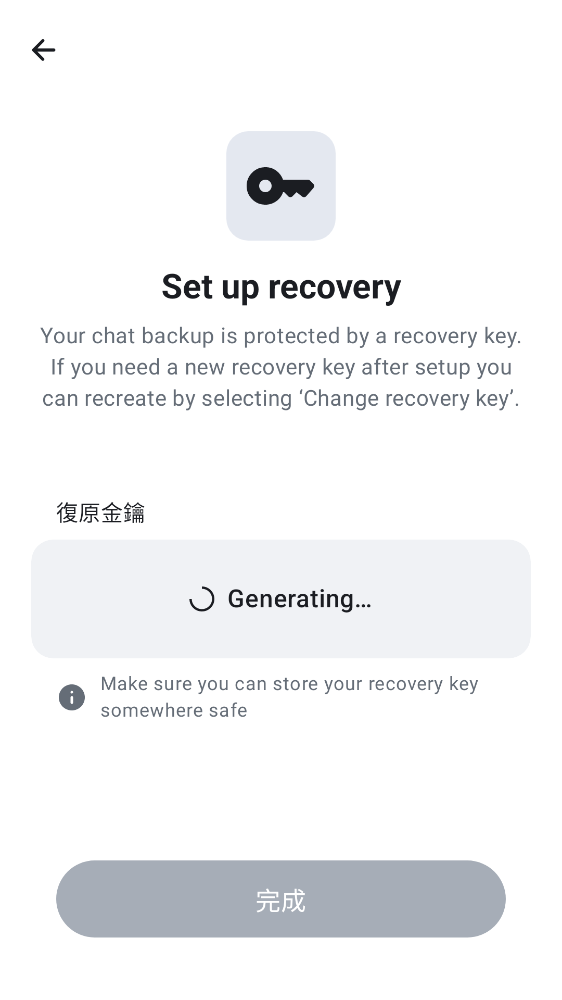 Set up recovery
Your chat backup is protected by a recovery key.
If you need a new recovery key after setup you
can recreate by selecting ‘Change recovery key’.
復原金鑰
Generating…
Make sure you can store your recovery key
somewhere safe
完成